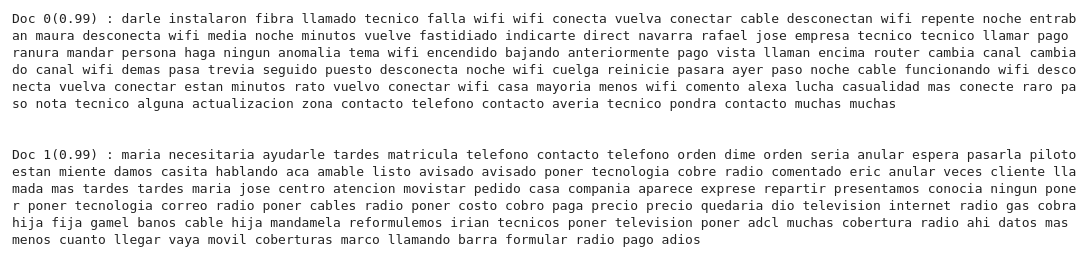 Doc 0(0.99) : darle instalaron fibra llamado tecnico falla wifi wifi conecta vuelva conectar cable desconectan wifi repente noche entrab
an maura desconecta wifi media noche minutos vuelve fastidiado indicarte direct navarra rafael jose empresa tecnico tecnico llamar pago
ranura mandar persona haga ningun anomalia tema wifi encendido bajando anteriormente pago vista llaman encima router cambia canal cambia
do canal wifi demas pasa trevia seguido puesto desconecta noche wifi cuelga reinicie pasara ayer paso noche cable funcionando wifi desco
necta vuelva conectar estan minutos rato vuelvo conectar wifi casa mayoria menos wifi comento alexa lucha casualidad mas conecte raro pa
so nota tecnico alguna actualizacion zona contacto telefono contacto averia tecnico pondra contacto muchas muchas
Doc 1(0.99) : maria necesitaria ayudarle tardes matricula telefono contacto telefono orden dime orden seria anular espera pasarla piloto
estan miente damos casita hablando aca amable listo avisado avisado poner tecnologia cobre radio comentado eric anular veces cliente lla
mada mas tardes tardes maria jose centro atencion movistar pedido casa compania aparece exprese repartir presentamos conocia ningun pone
r poner tecnologia correo radio poner cables radio poner costo cobro paga precio precio quedaria dio television internet radio gas cobra
hija fija gamel banos cable hija mandamela reformulemos irian tecnicos poner television poner adcl muchas cobertura radio ahi datos mas
menos cuanto llegar vaya movil coberturas marco llamando barra formular radio pago adios